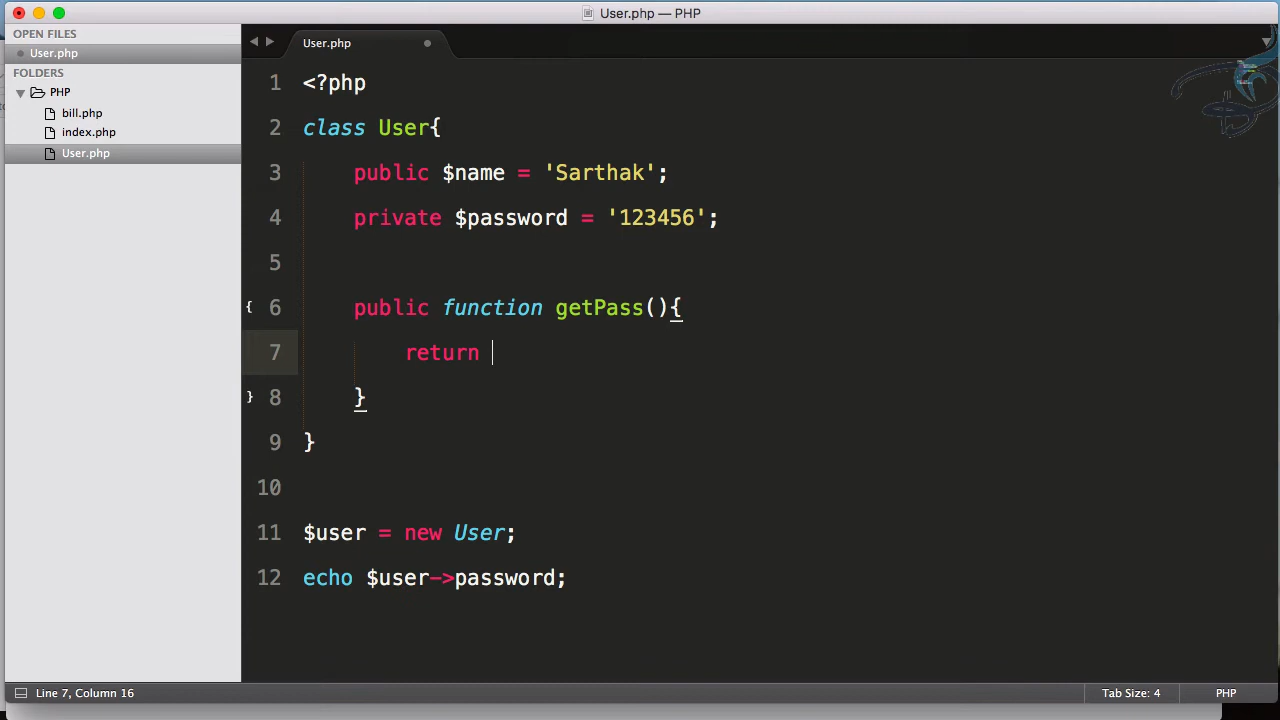 User.php — PHP
OPEN FILES
User.php
FOLDERS
PHP
bill.php
index.php
User.php
User.php
1 <?php
2 class User{
3 public $name = 'Sarthak';
4 private $password = '123456';
5
{ 6 public function getPass(){
7 return
} 8 }
9 }
10
11 $user = new User;
12 echo $user->password;
Line 7, Column 16
Tab Size: 4
PHP